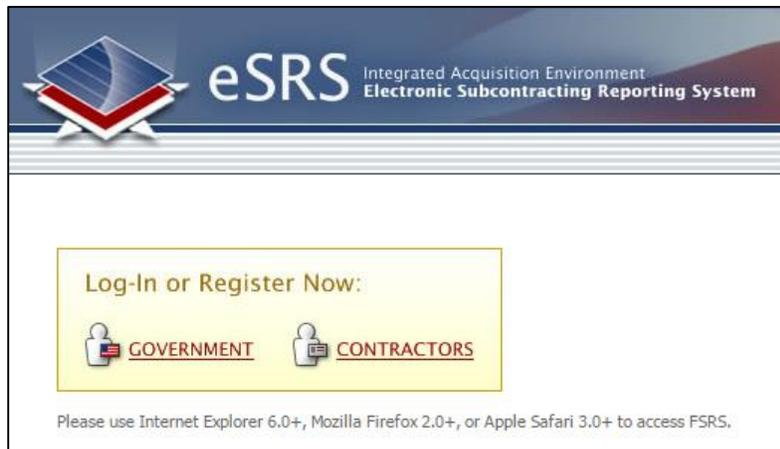 eSRS
Integrated Acquisition Environment
Electronic Subcontracting Reporting System
Log-In or Register Now:
GOVERNMENT
CONTRACTORS
Please use Internet Explorer 6.0+, Mozilla Firefox 2.0+, or Apple Safari 3.0+ to access FSRS.